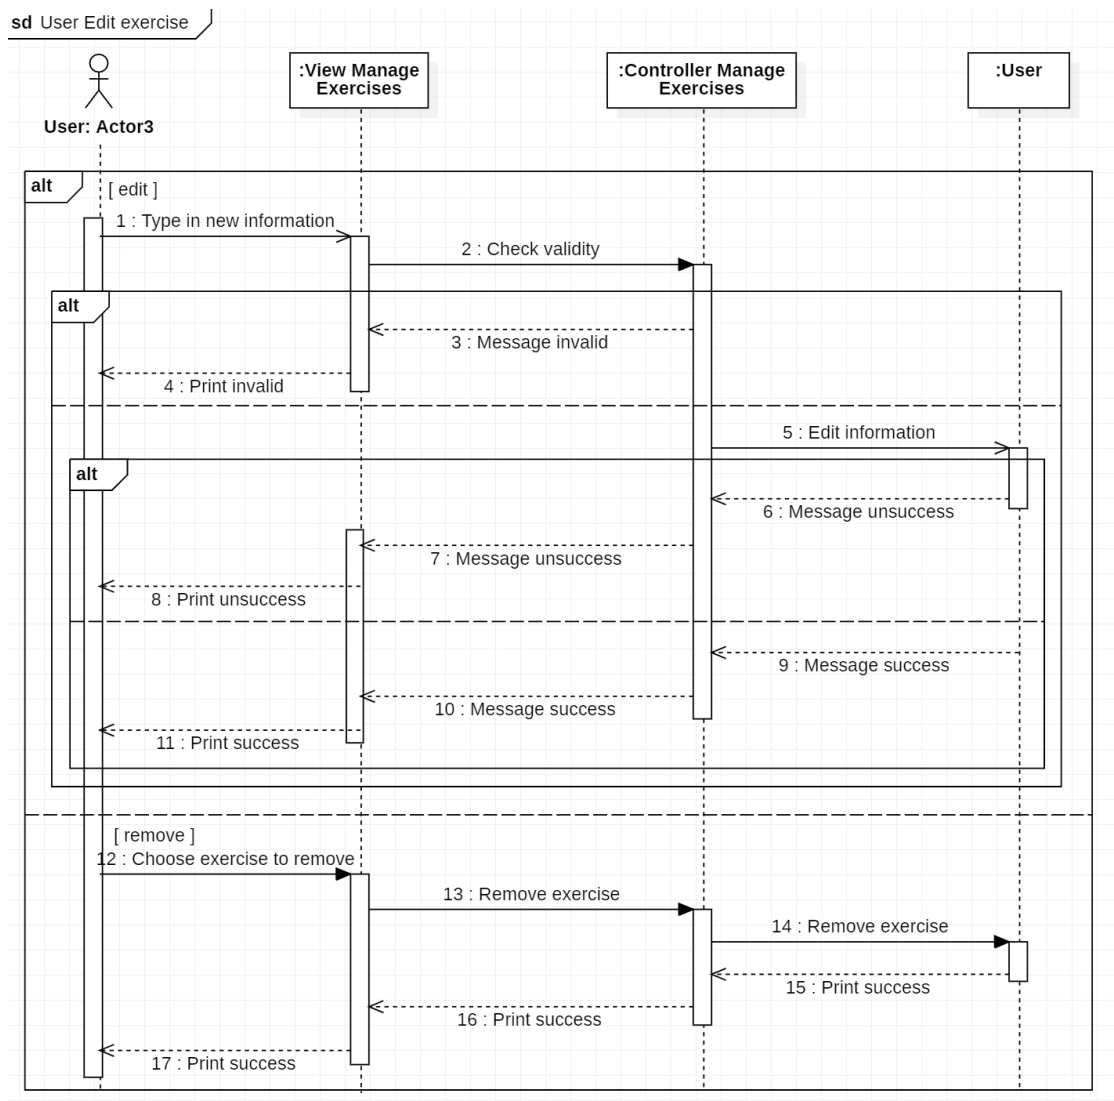 sd User Edit exercise
User: Actor3
:View Manage
Exercises
:Controller Manage
Exercises
:User
alt
[ edit ]
1 : Type in new information
2 : Check validity
alt
3 : Message invalid
4 : Print invalid
5 : Edit information
alt
6 : Message unsuccess
7 : Message unsuccess
8 : Print unsuccess
9 : Message success
10 : Message success
11 : Print success
[ remove ]
12 : Choose exercise to remove
13 : Remove exercise
14 : Remove exercise
15 : Print success
16 : Print success
17 : Print success